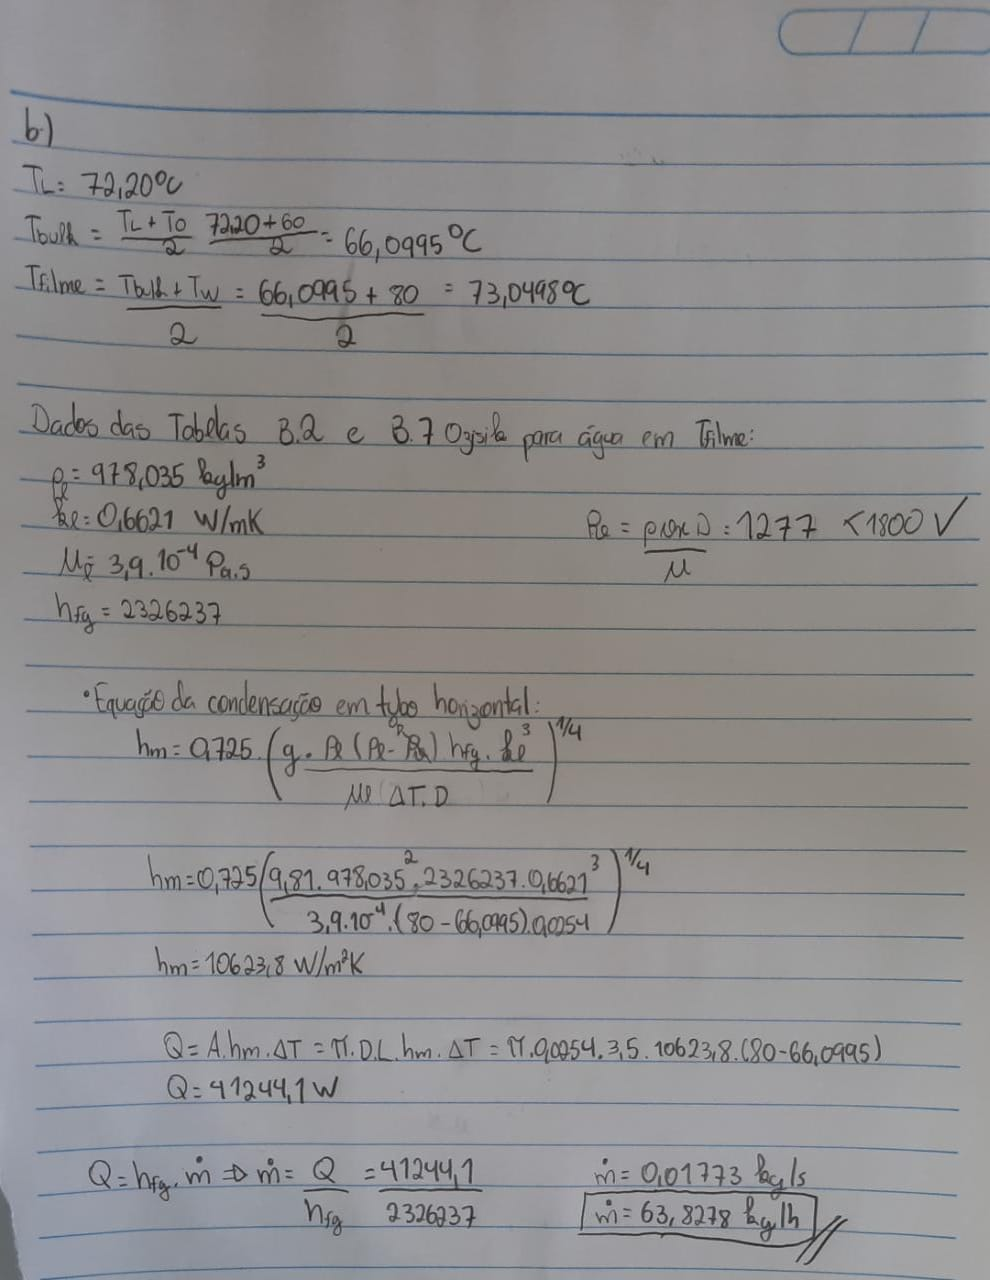 b)
TL= 72,20°C
Tbulk = (TL + T0)/2 (72,20+60)/2 = 66,0995°C
Tfilme = (Tbulk + Tw)/2 = (66,0995 + 80)/2 = 73,0498°C
Dados das Tabelas B.2 e B.7 para água em Tfilme:
ρℓ = 978,035 kg/m³
kℓ = 0,6621 W/mK
Re = ρ D/μ = 1277 < 1800 ✓
μℓ = 3,9.10⁻⁴ Pa.s
hfg = 2326237
• Equação da condensação em tubo horizontal:
hm = 0,725 (g. ρℓ (ρℓ - ) hfg . kℓ³ / μℓ ΔT.D)^1/4
hm = 0,725 (9,81. 978,035² . 2326237. 0,6621³ / 3,9.10⁻⁴.(80-66,0995).0,0254)^1/4
hm = 10623,8 W/m²K
Q = A.hm.ΔT = π.D.L.hm.ΔT = π.0,0254.3,5.10623,8.(80-66,0995)
Q = 41244,1 W
Q = hfg. ṁ ⇒ ṁ = Q/hfg = 41244,1/2326237 ṁ = 0,01773 kg/s
ṁ = 63,8278 kg/h